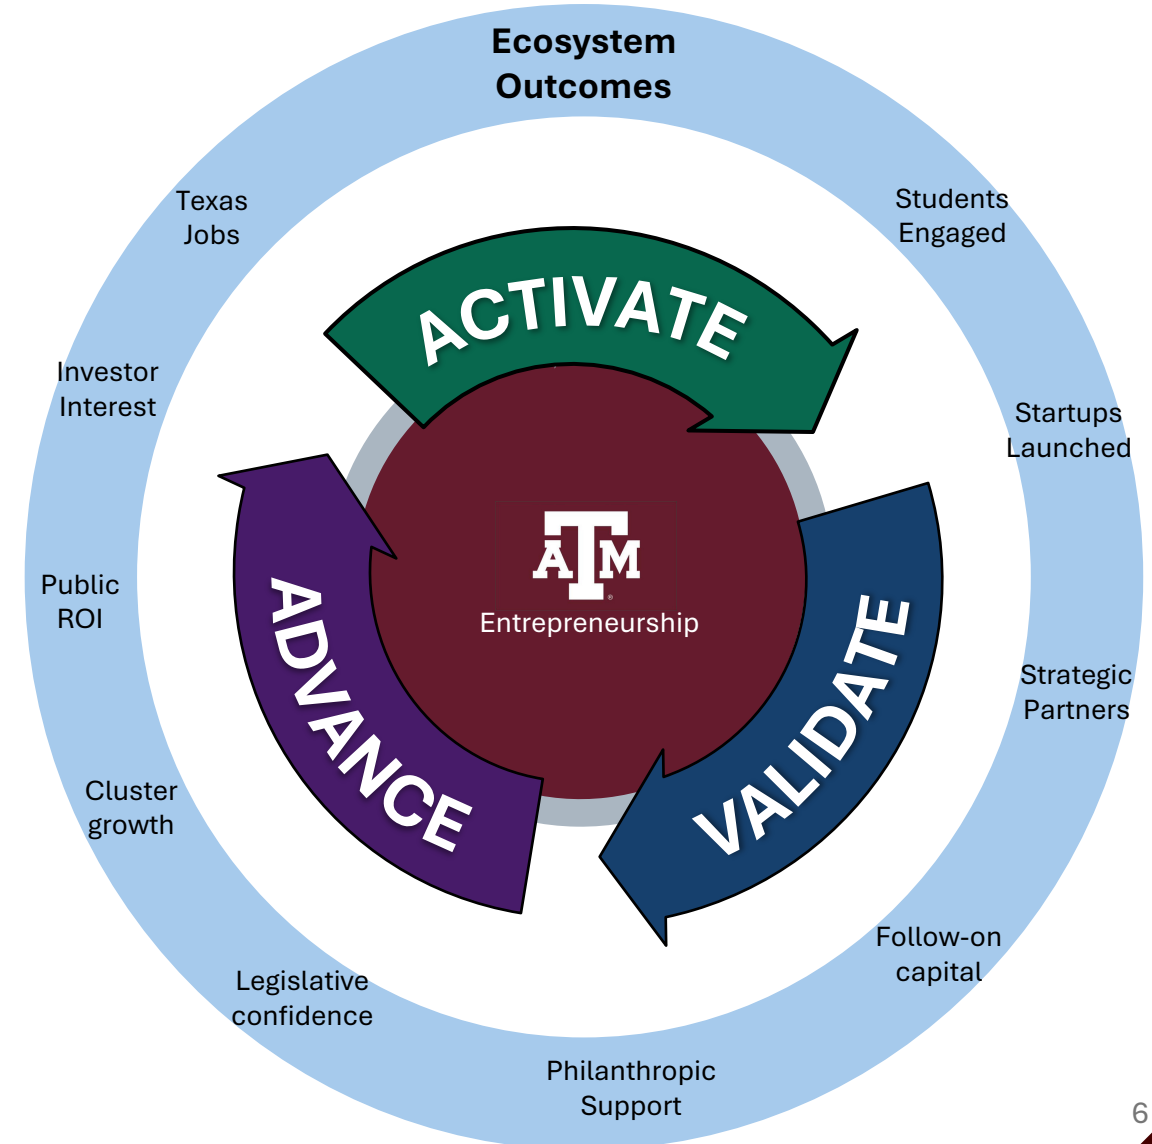 Ecosystem
Outcomes
Students
Engaged
Startups
Launched
Strategic
Partners
Follow-on
capital
Philanthropic
Support
Legislative
confidence
Cluster
growth
Public
ROI
Investor
Interest
Texas
Jobs
ACTIVATE
VALIDATE
ADVANCE
ATM®
Entrepreneurship
6